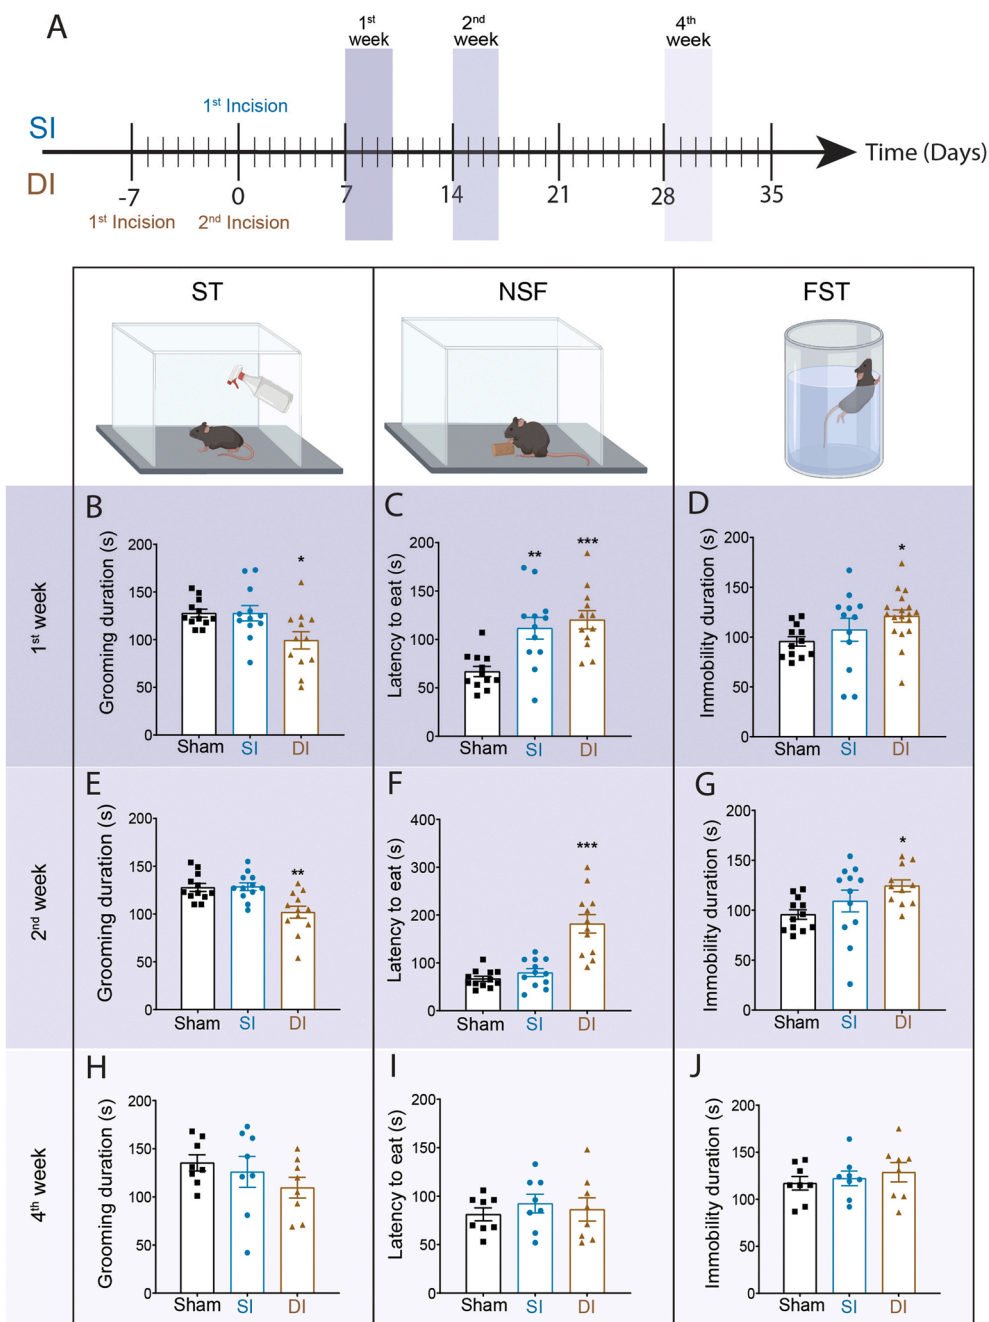 A
1st week
2nd week
4th week
1st Incision
SI
Time (Days)
DI
-7 0 7 14 21 28 35
1st Incision 2nd Incision
ST NSF FST
1st week
B
Grooming duration (s)
200
150
100
50
0
*
Sham SI DI
C
Latency to eat (s)
200
150
100
50
0
** ***
Sham SI DI
D
Immobility duration (s)
200
150
100
50
0
*
Sham SI DI
2nd week
E
Grooming duration (s)
200
150
100
50
0
**
Sham SI DI
F
Latency to eat (s)
400
300
200
100
0
***
Sham SI DI
G
Immobility duration (s)
200
150
100
50
0
*
Sham SI DI
4th week
H
Grooming duration (s)
200
150
100
50
0
Sham SI DI
I
Latency to eat (s)
200
150
100
50
0
Sham SI DI
J
Immobility duration (s)
200
150
100
50
0
Sham SI DI